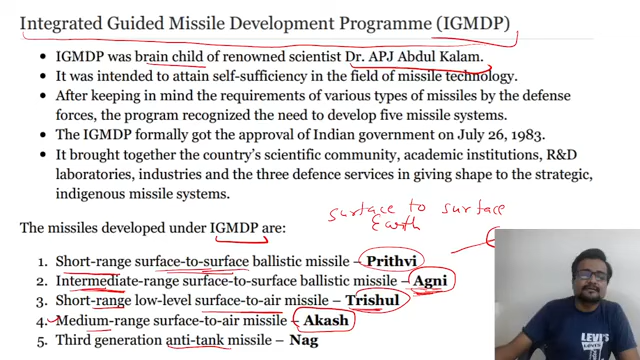 Integrated Guided Missile Development Programme (IGMDP)
• IGMDP was brain child of renowned scientist Dr. APJ Abdul Kalam.
• It was intended to attain self-sufficiency in the field of missile technology.
• After keeping in mind the requirements of various types of missiles by the defense
forces, the program recognized the need to develop five missile systems.
• The IGMDP formally got the approval of Indian government on July 26, 1983.
• It brought together the country's scientific community, academic institutions, R&D
laboratories, industries and the three defence services in giving shape to the strategic,
indigenous missile systems.
surface to surface
Earth
The missiles developed under IGMDP are:
1. Short-range surface-to-surface ballistic missile – Prithvi
2. Intermediate-range surface-to-surface ballistic missile – Agni
3. Short-range low-level surface-to-air missile – Trishul
4. Medium-range surface-to-air missile – Akash
5. Third generation anti-tank missile – Nag
LEVI'S